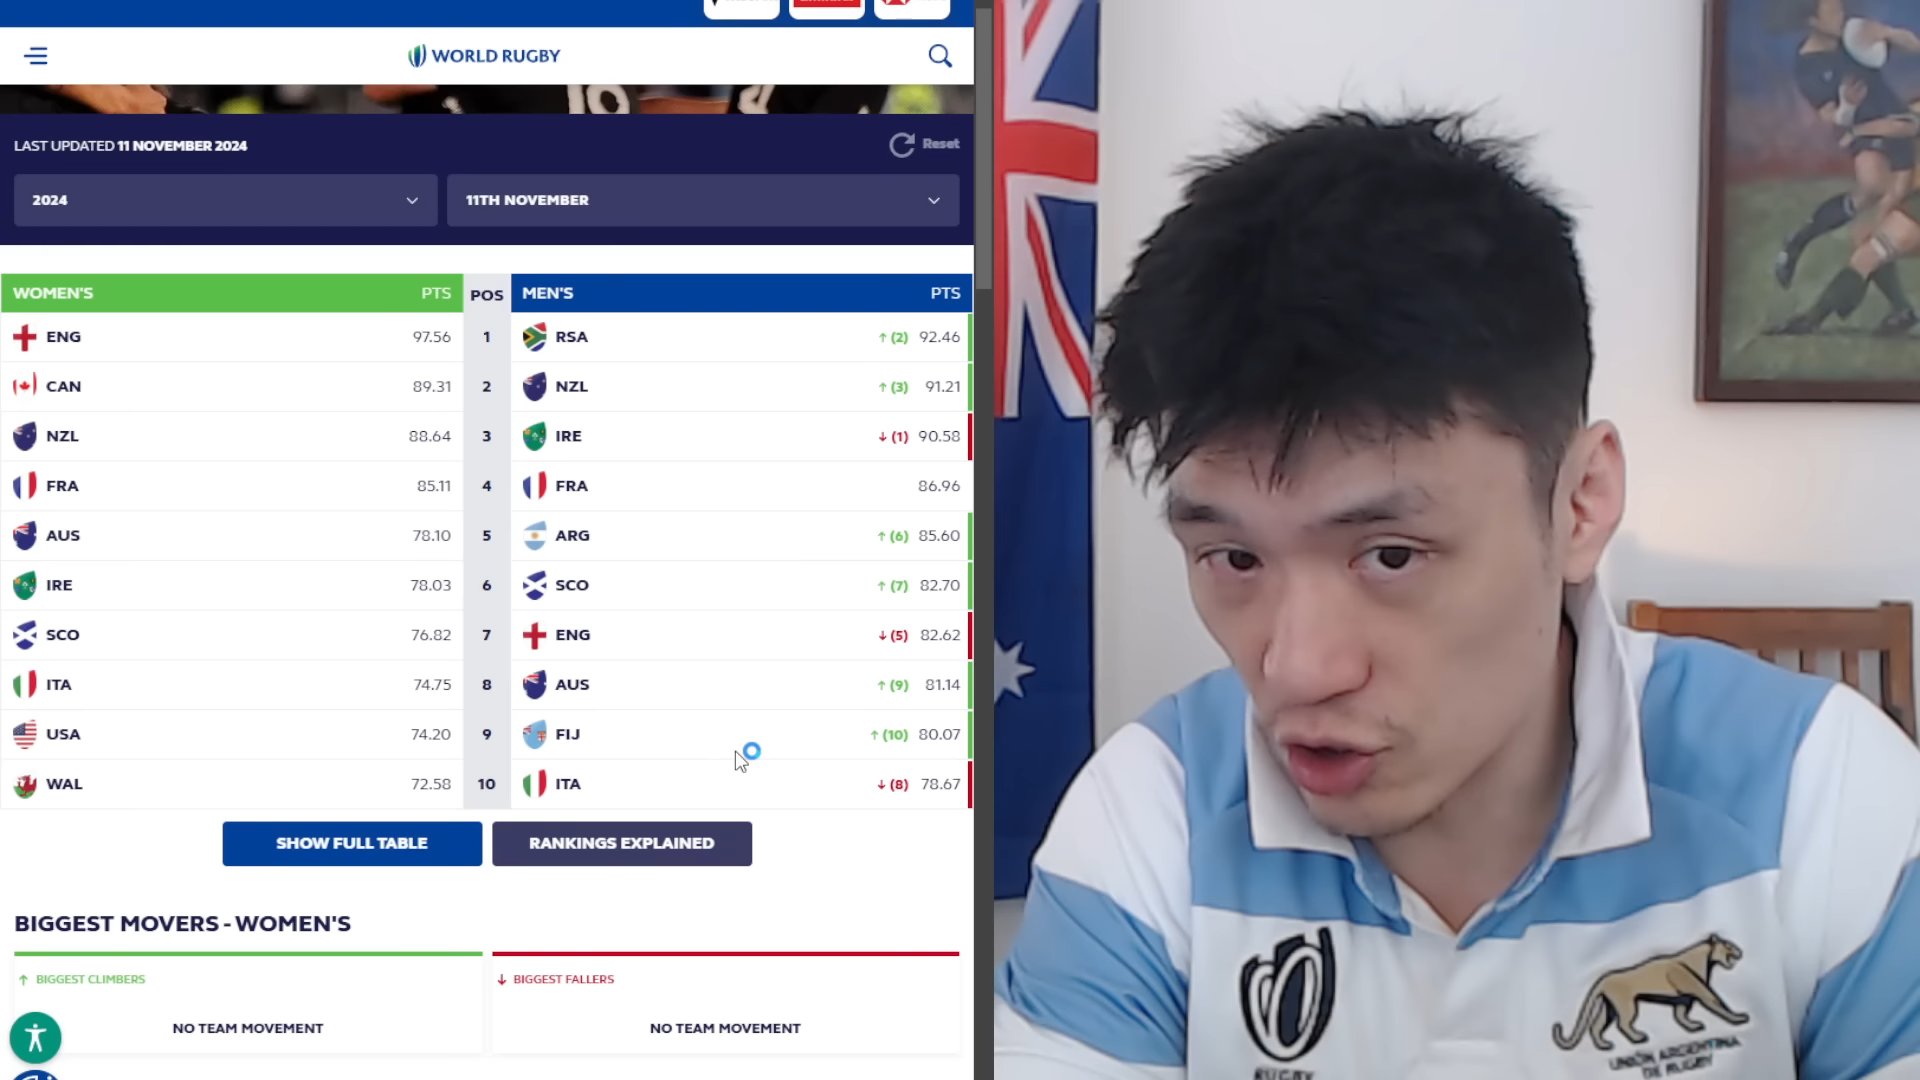 WORLD RUGBY
LAST UPDATED 11 NOVEMBER 2024
Reset
2024
11TH NOVEMBER
WOMEN'S PTS POS MEN'S PTS
ENG 97.56 1 RSA ↑ (2) 92.46
CAN 89.31 2 NZL ↑ (3) 91.21
NZL 88.64 3 IRE ↓ (1) 90.58
FRA 85.11 4 FRA 86.96
AUS 78.10 5 ARG ↑ (6) 85.60
IRE 78.03 6 SCO ↑ (7) 82.70
SCO 76.82 7 ENG ↓ (5) 82.62
ITA 74.75 8 AUS ↑ (9) 81.14
USA 74.20 9 FIJ ↑ (10) 80.07
WAL 72.58 10 ITA ↓ (8) 78.67
SHOW FULL TABLE
RANKINGS EXPLAINED
BIGGEST MOVERS - WOMEN'S
↑ BIGGEST CLIMBERS
↓ BIGGEST FALLERS
NO TEAM MOVEMENT
NO TEAM MOVEMENT
RUGBY
UNIÓN ARGENTINA
DE RUGBY